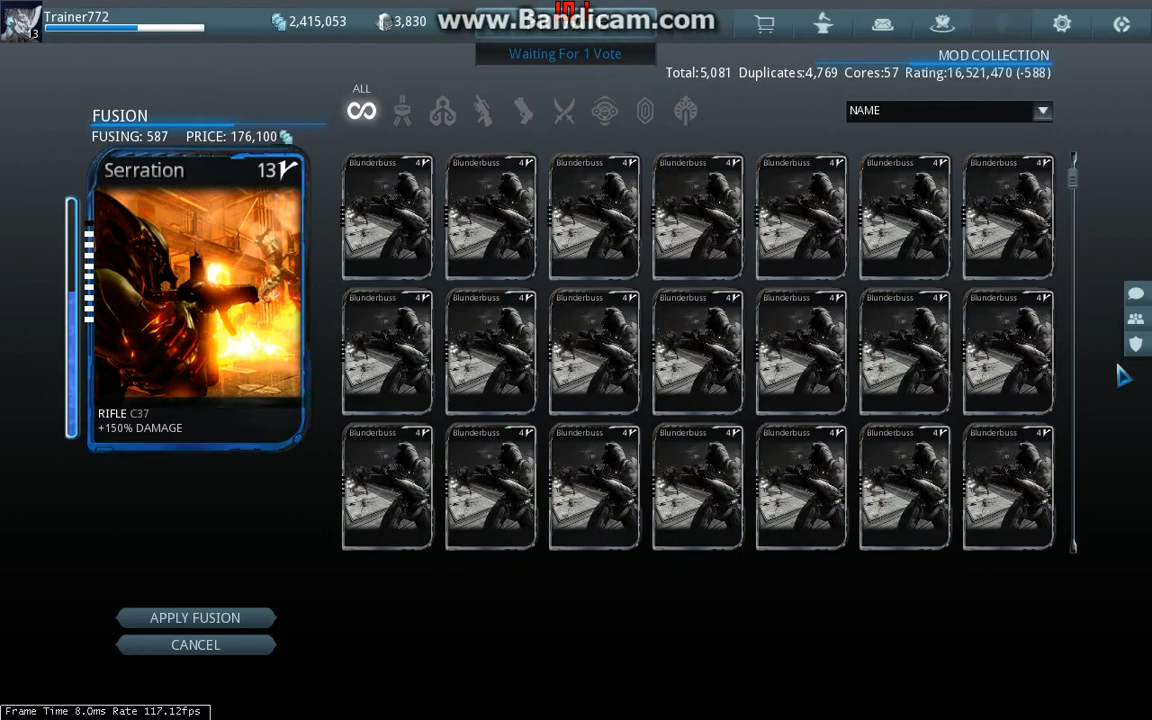 Trainer772
13
2,415,053
3,830
www.Bandicam.com
Waiting For 1 Vote
MOD COLLECTION
Total:5,081 Duplicates:4,769 Cores:57 Rating:16,521,470 (-588)
ALL
NAME
FUSION
FUSING: 587 PRICE: 176,100
Serration 13
RIFLE C37
+150% DAMAGE
Blunderbuss 4 Blunderbuss 4 Blunderbuss 4 Blunderbuss 4 Blunderbuss 4 Blunderbuss 4 Blunderbuss 4
Blunderbuss 4 Blunderbuss 4 Blunderbuss 4 Blunderbuss 4 Blunderbuss 4 Blunderbuss 4 Blunderbuss 4
Blunderbuss 4 Blunderbuss 4 Blunderbuss 4 Blunderbuss 4 Blunderbuss 4 Blunderbuss 4 Blunderbuss 4
APPLY FUSION
CANCEL
Frame Time 8.0ms Rate 117.12fps